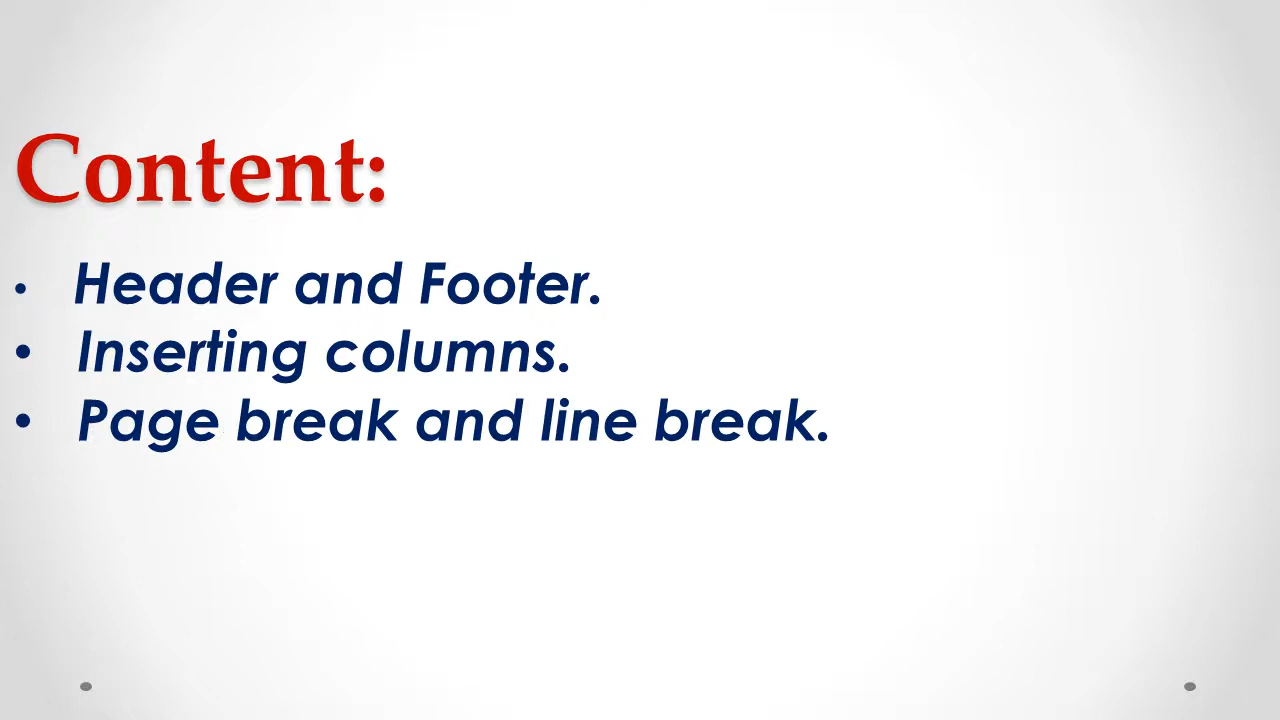 Content:
• Header and Footer.
• Inserting columns.
• Page break and line break.